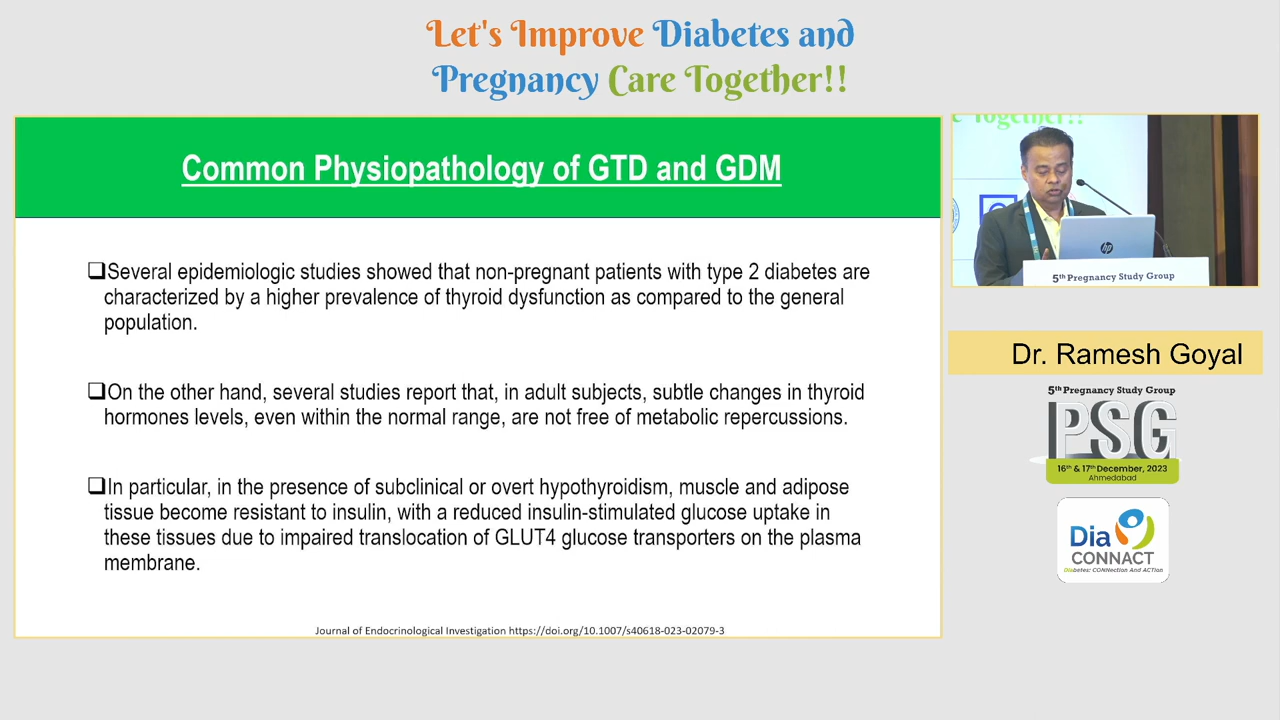 Let's Improve Diabetes and
Pregnancy Care Together!!
Common Physiopathology of GTD and GDM
❑Several epidemiologic studies showed that non-pregnant patients with type 2 diabetes are
characterized by a higher prevalence of thyroid dysfunction as compared to the general
population.
❑On the other hand, several studies report that, in adult subjects, subtle changes in thyroid
hormones levels, even within the normal range, are not free of metabolic repercussions.
❑In particular, in the presence of subclinical or overt hypothyroidism, muscle and adipose
tissue become resistant to insulin, with a reduced insulin-stimulated glucose uptake in
these tissues due to impaired translocation of GLUT4 glucose transporters on the plasma
membrane.
Journal of Endocrinological Investigation https://doi.org/10.1007/s40618-023-02079-3
Together!!
hp
5th Pregnancy Study Group
Dr. Ramesh Goyal
5th Pregnancy Study Group
PSG
16th & 17th December, 2023
Ahmedabad
Dia
CONNACT
Diabetes: CONNection And ACTion